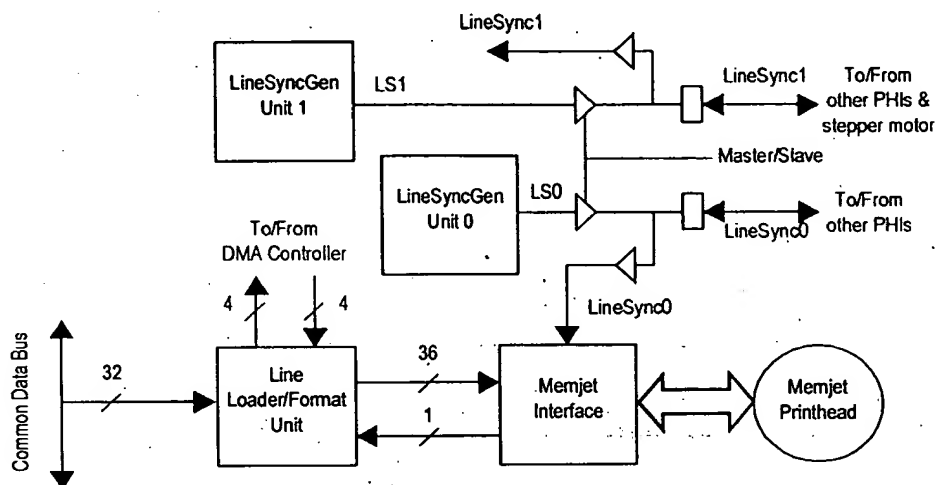 LineSync1
LineSyncGen
Unit 1
LS1
LineSync1
To/From
other PHIs &
stepper motor
Master/Slave
LineSyncGen
Unit 0
LS0
LineSync0
To/From
other PHIs
To/From
DMA Controller
4
4
LineSync0
Common Data Bus
32
Line
Loader/Format
Unit
36
1
Memjet
Interface
Memjet
Printhead